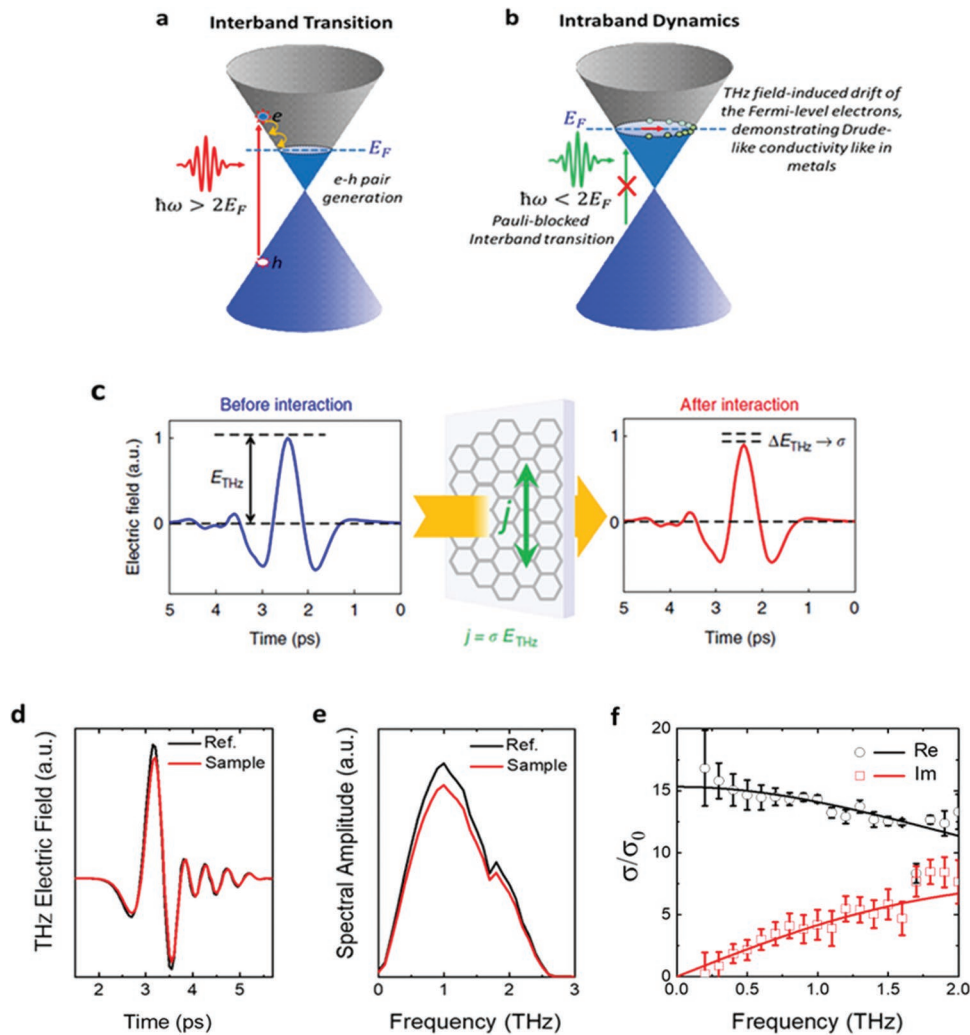 a Interband Transition
e
E_F
ħω > 2E_F
e-h pair
generation
h
b Intraband Dynamics
THz field-induced drift of
the Fermi-level electrons,
demonstrating Drude-
like conductivity like in
metals
E_F
ħω < 2E_F
Pauli-blocked
Interband transition
c
Before interaction
Electric field (a.u.)
1
0
E_THz
5 4 3 2 1 0
Time (ps)
j
j = σ E_THz
After interaction
1
0
ΔE_THz → σ
5 4 3 2 1 0
Time (ps)
d
THz Electric Field (a.u.)
Ref.
Sample
2 3 4 5
Time (ps)
e
Spectral Amplitude (a.u.)
Ref.
Sample
0 1 2 3
Frequency (THz)
f
σ/σ₀
20
15
10
5
0
Re
Im
0.0 0.5 1.0 1.5 2.0
Frequency (THz)